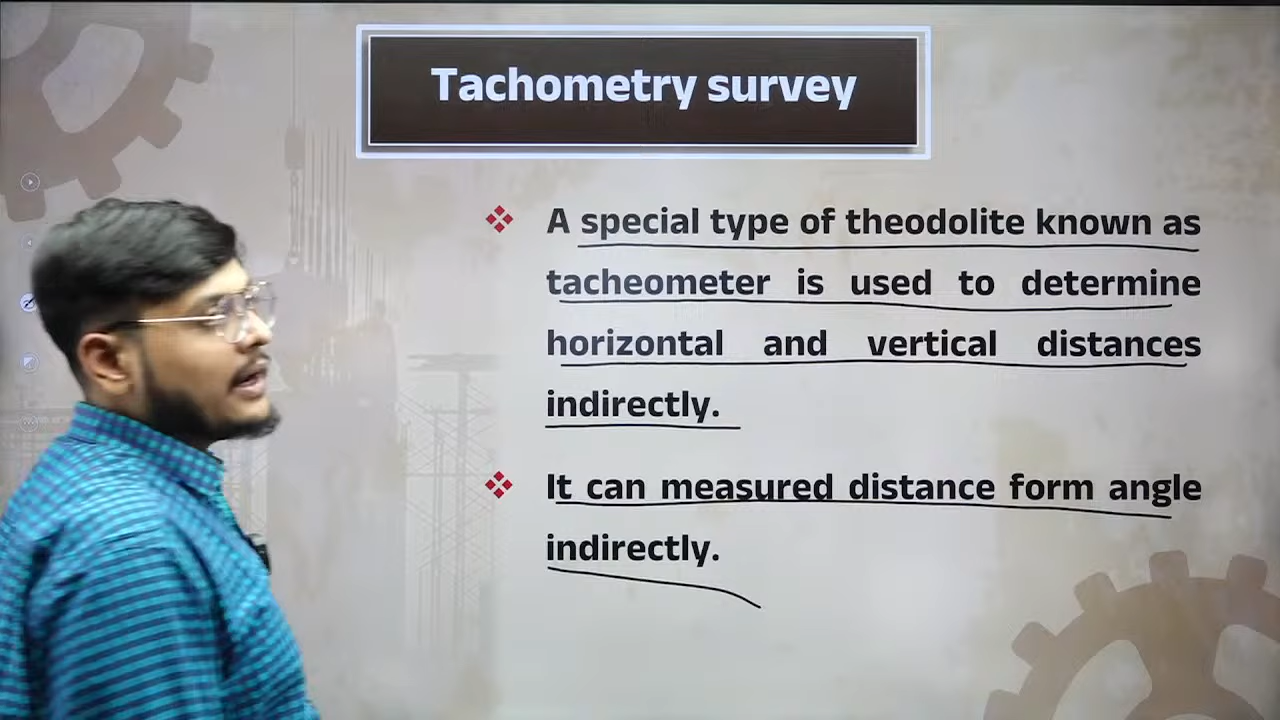 Tachometry survey
A special type of theodolite known as
tacheometer is used to determine
horizontal and vertical distances
indirectly.
It can measured distance form angle
indirectly.